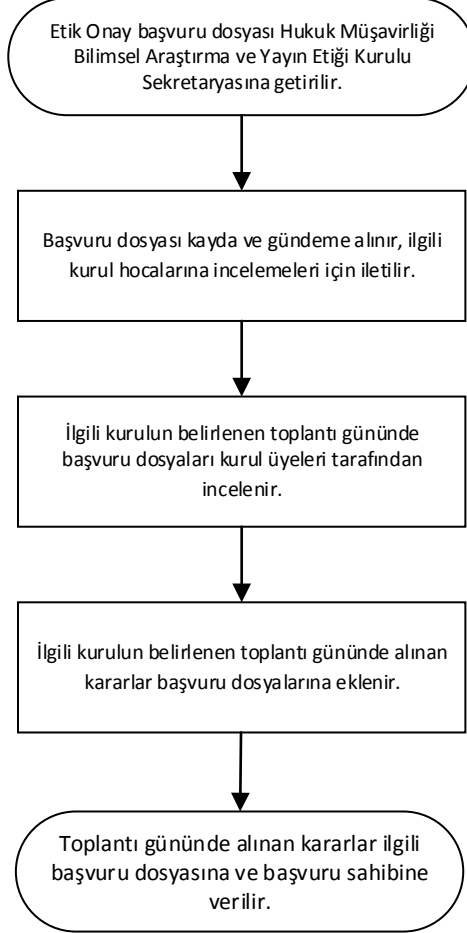 Etik Onay başvuru dosyası Hukuk Müşavirliği
Bilimsel Araştırma ve Yayın Etiği Kurulu
Sekretaryasına getirilir.
Başvuru dosyası kayda ve gündeme alınır, ilgili
kurul hocalarına incelemeleri için iletilir.
İlgili kurulun belirlenen toplantı gününde
başvuru dosyaları kurul üyeleri tarafından
incelenir.
İlgili kurulun belirlenen toplantı gününde alınan
kararlar başvuru dosyalarına eklenir.
Toplantı gününde alınan kararlar ilgili
başvuru dosyasına ve başvuru sahibine
verilir.